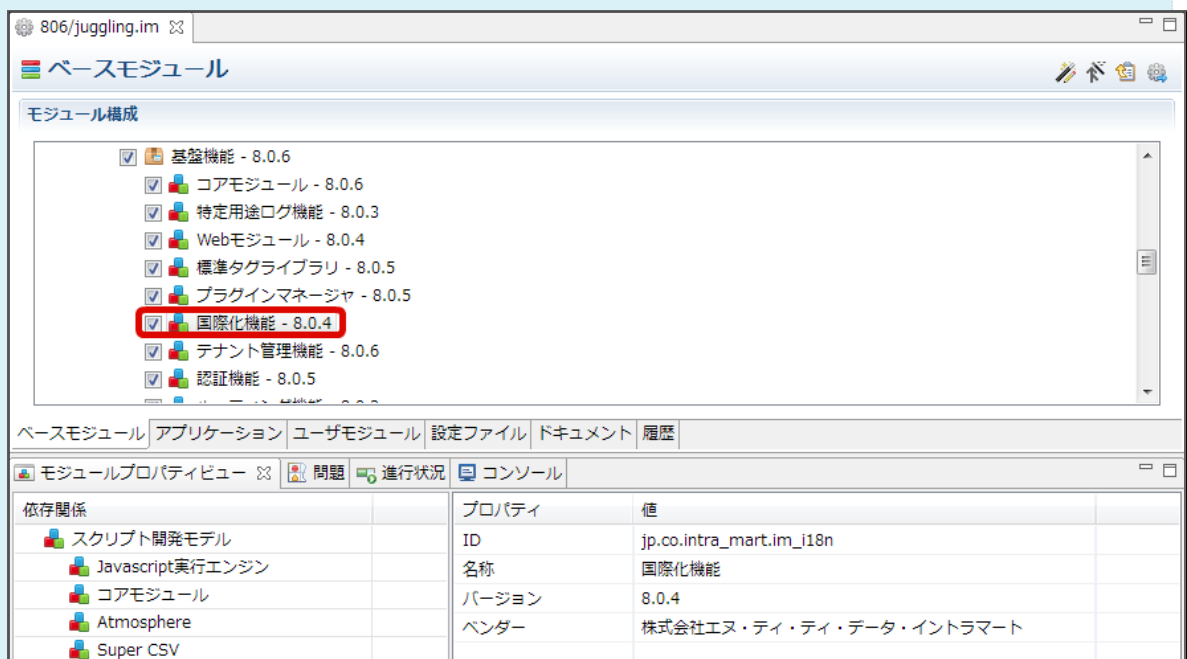 806/juggling.im
ベースモジュール
モジュール構成
基盤機能 - 8.0.6
コアモジュール - 8.0.6
特定用途ログ機能 - 8.0.3
Webモジュール - 8.0.4
標準タグライブラリ - 8.0.5
プラグインマネージャ - 8.0.5
国際化機能 - 8.0.4
テナント管理機能 - 8.0.6
認証機能 - 8.0.5
ベースモジュール アプリケーション ユーザモジュール 設定ファイル ドキュメント 履歴
モジュールプロパティビュー 問題 進行状況 コンソール
依存関係 プロパティ 値
スクリプト開発モデル ID jp.co.intra_mart.im_i18n
Javascript実行エンジン 名称 国際化機能
コアモジュール バージョン 8.0.4
Atmosphere ベンダー 株式会社エヌ・ティ・ティ・データ・イントラマート
Super CSV